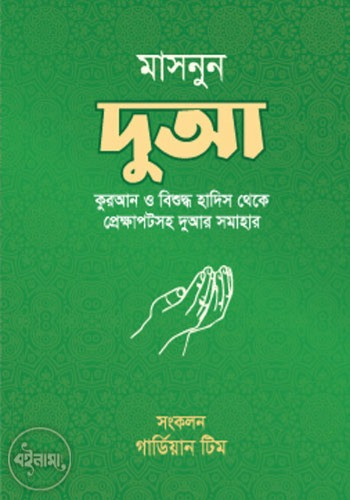 মাসনুন
দুআ
কুরআন ও বিশুদ্ধ হাদিস থেকে
প্রেক্ষাপটসহ দুআর সমাহার
সংকলন
গার্ডিয়ান টিম
বইনামা